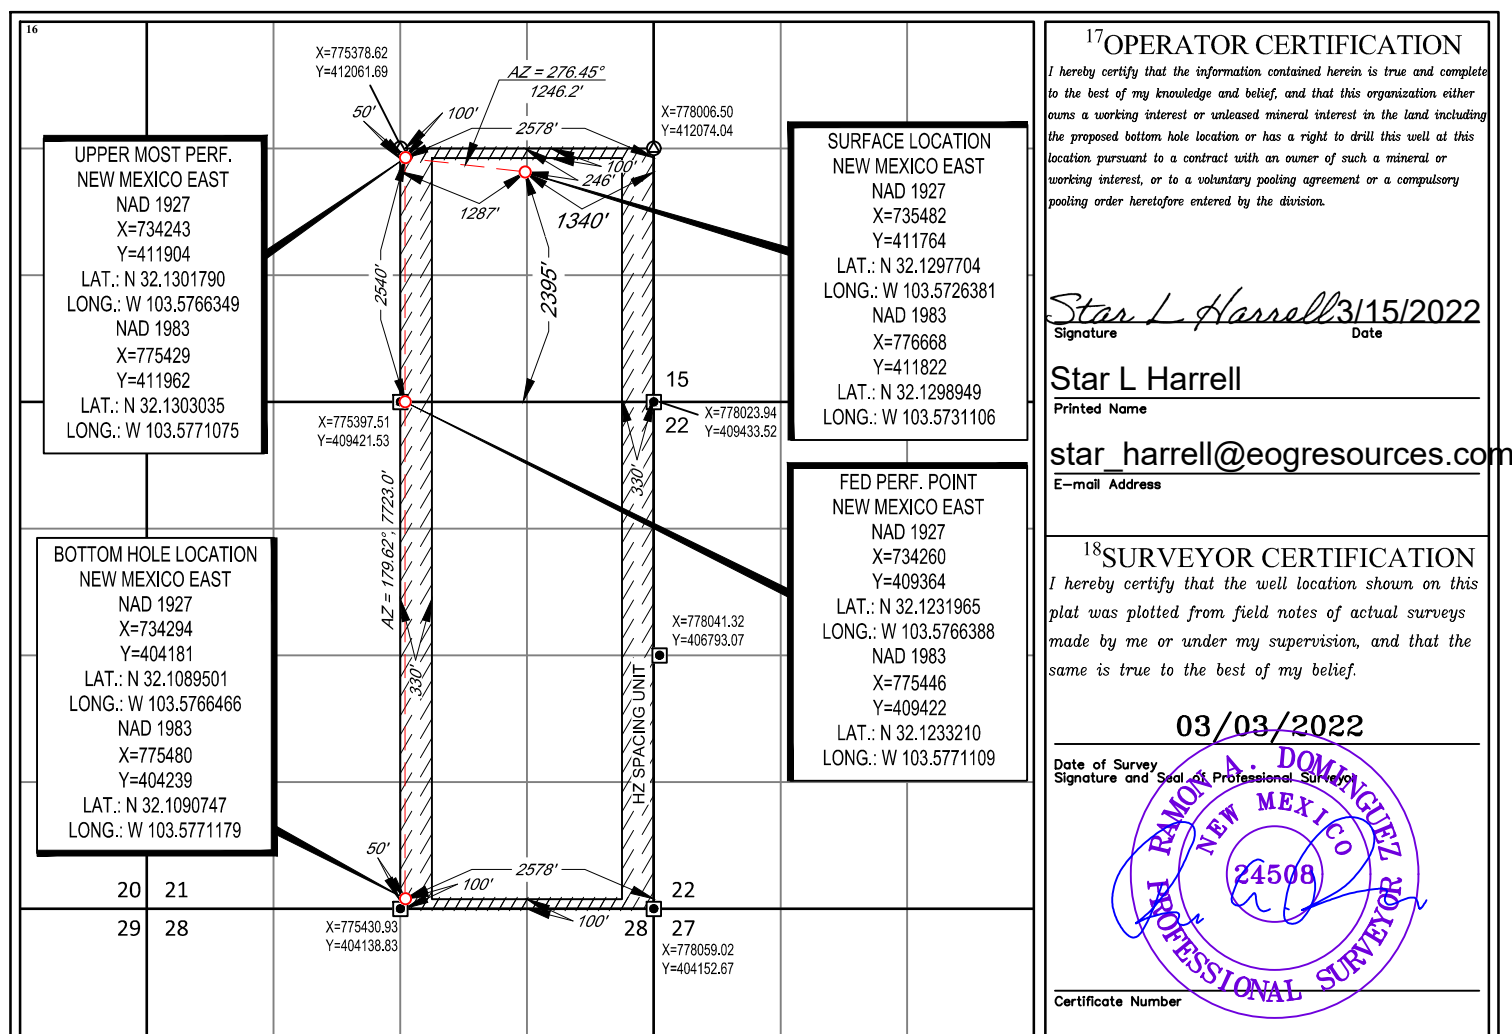 16
X=775378.62
Y=412061.69
AZ = 276.45°
1246.2'
50'
100'
2578'
X=778006.50
Y=412074.04
100'
246'
1287'
1340'
2540'
2395'
UPPER MOST PERF.
NEW MEXICO EAST
NAD 1927
X=734243
Y=411904
LAT.: N 32.1301790
LONG.: W 103.5766349
NAD 1983
X=775429
Y=411962
LAT.: N 32.1303035
LONG.: W 103.5771075
SURFACE LOCATION
NEW MEXICO EAST
NAD 1927
X=735482
Y=411764
LAT.: N 32.1297704
LONG.: W 103.5726381
NAD 1983
X=776668
Y=411822
LAT.: N 32.1298949
LONG.: W 103.5731106
15
22
X=775397.51
Y=409421.53
X=778023.94
Y=409433.52
330'
AZ = 179.62°, 7723.0'
FED PERF. POINT
NEW MEXICO EAST
NAD 1927
X=734260
Y=409364
LAT.: N 32.1231965
LONG.: W 103.5766388
NAD 1983
X=775446
Y=409422
LAT.: N 32.1233210
LONG.: W 103.5771109
BOTTOM HOLE LOCATION
NEW MEXICO EAST
NAD 1927
X=734294
Y=404181
LAT.: N 32.1089501
LONG.: W 103.5766466
NAD 1983
X=775480
Y=404239
LAT.: N 32.1090747
LONG.: W 103.5771179
X=778041.32
Y=406793.07
330'
HZ SPACING UNIT
50'
100'
2578'
100'
20 21
29 28
22
28 27
X=775430.93
Y=404138.83
X=778059.02
Y=404152.67
17 OPERATOR CERTIFICATION
I hereby certify that the information contained herein is true and complete
to the best of my knowledge and belief, and that this organization either
owns a working interest or unleased mineral interest in the land including
the proposed bottom hole location or has a right to drill this well at this
location pursuant to a contract with an owner of such a mineral or
working interest, or to a voluntary pooling agreement or a compulsory
pooling order heretofore entered by the division.
Star L Harrell 3/15/2022
Signature Date
Star L Harrell
Printed Name
star_harrell@eogresources.com
E-mail Address
18 SURVEYOR CERTIFICATION
I hereby certify that the well location shown on this
plat was plotted from field notes of actual surveys
made by me or under my supervision, and that the
same is true to the best of my belief.
03/03/2022
Date of Survey
Signature and Seal of Professional Surveyor
RAMON A. DOMINGUEZ
NEW MEXICO
24508
PROFESSIONAL SURVEYOR
Certificate Number